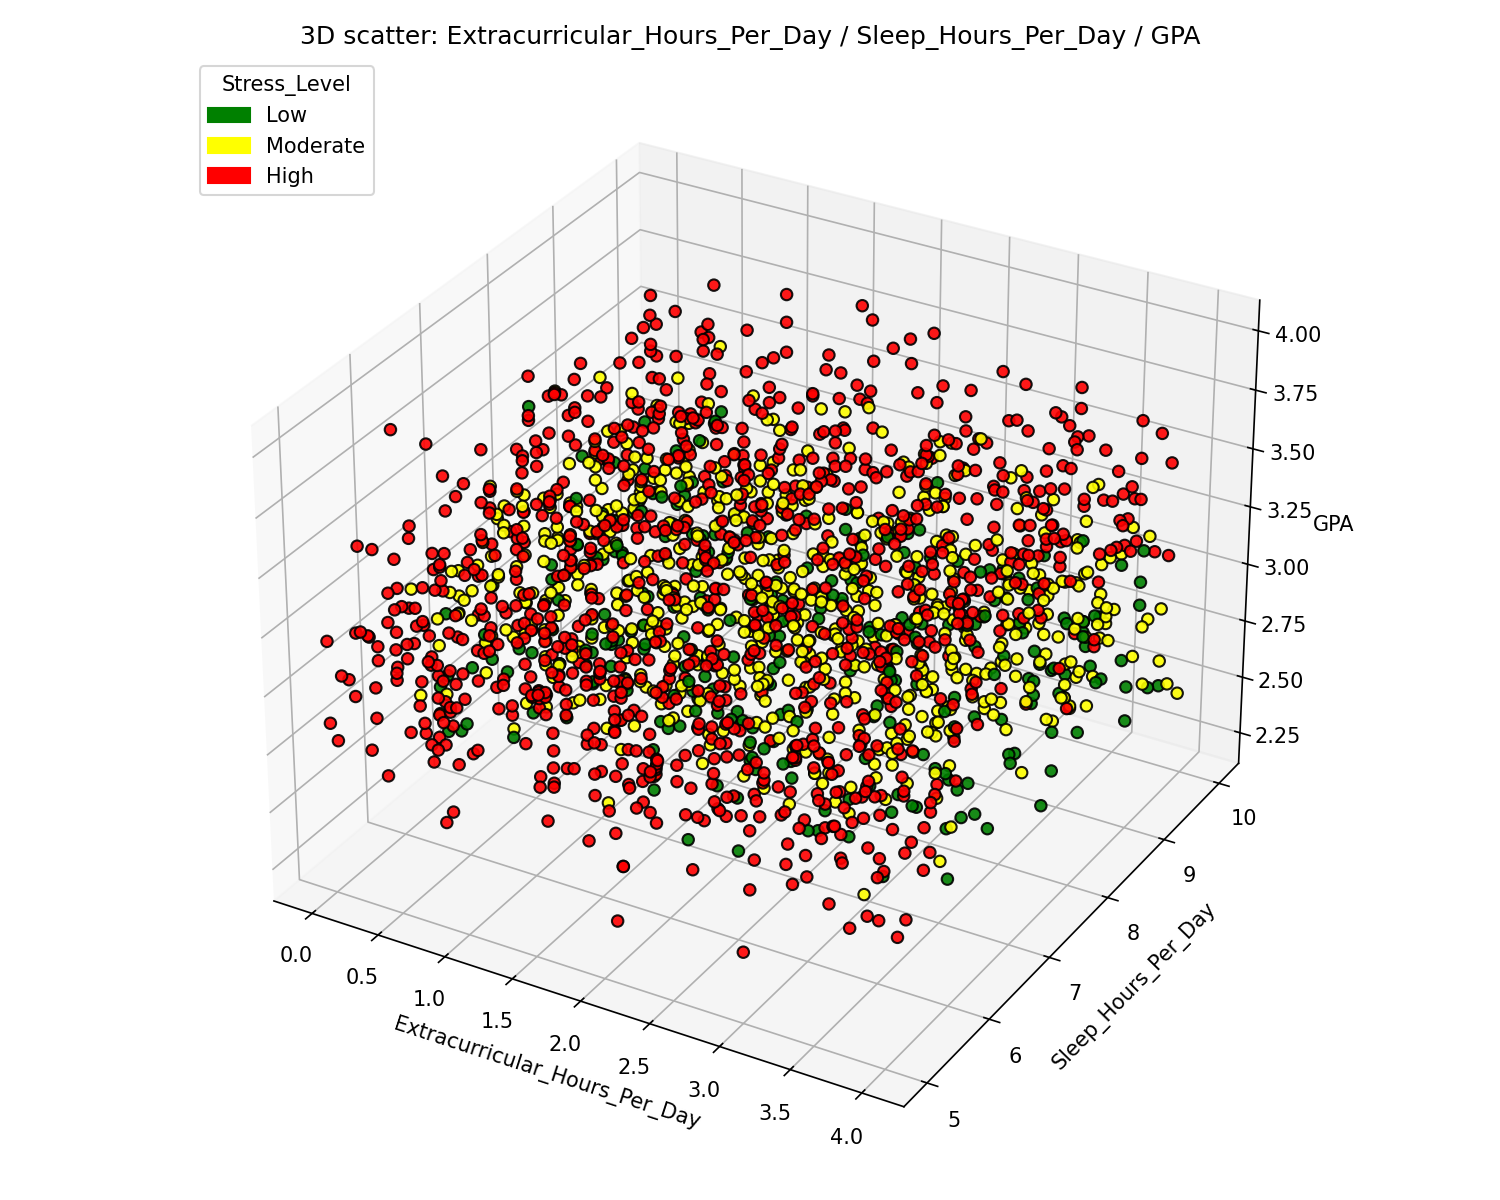 3D scatter: Extracurricular_Hours_Per_Day / Sleep_Hours_Per_Day / GPA
Stress_Level
Low
Moderate
High
4.00
3.75
3.50
3.25
GPA
3.00
2.75
2.50
2.25
10
9
8
7
6
5
Sleep_Hours_Per_Day
0.0
0.5
1.0
1.5
2.0
2.5
3.0
3.5
4.0
Extracurricular_Hours_Per_Day